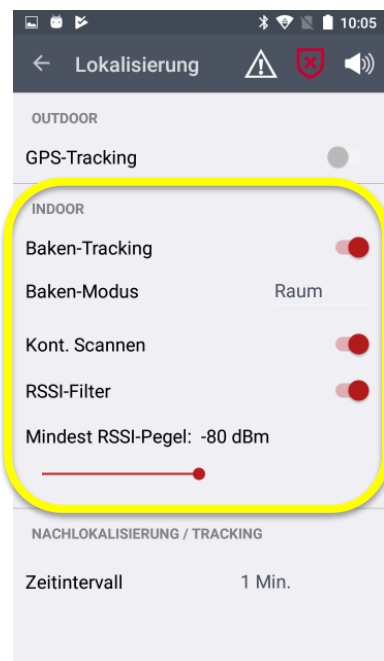 10:05
Lokalisierung
OUTDOOR
GPS-Tracking
INDOOR
Baken-Tracking
Baken-Modus Raum
Kont. Scannen
RSSI-Filter
Mindest RSSI-Pegel: -80 dBm
NACHLOKALISIERUNG / TRACKING
Zeitintervall 1 Min.